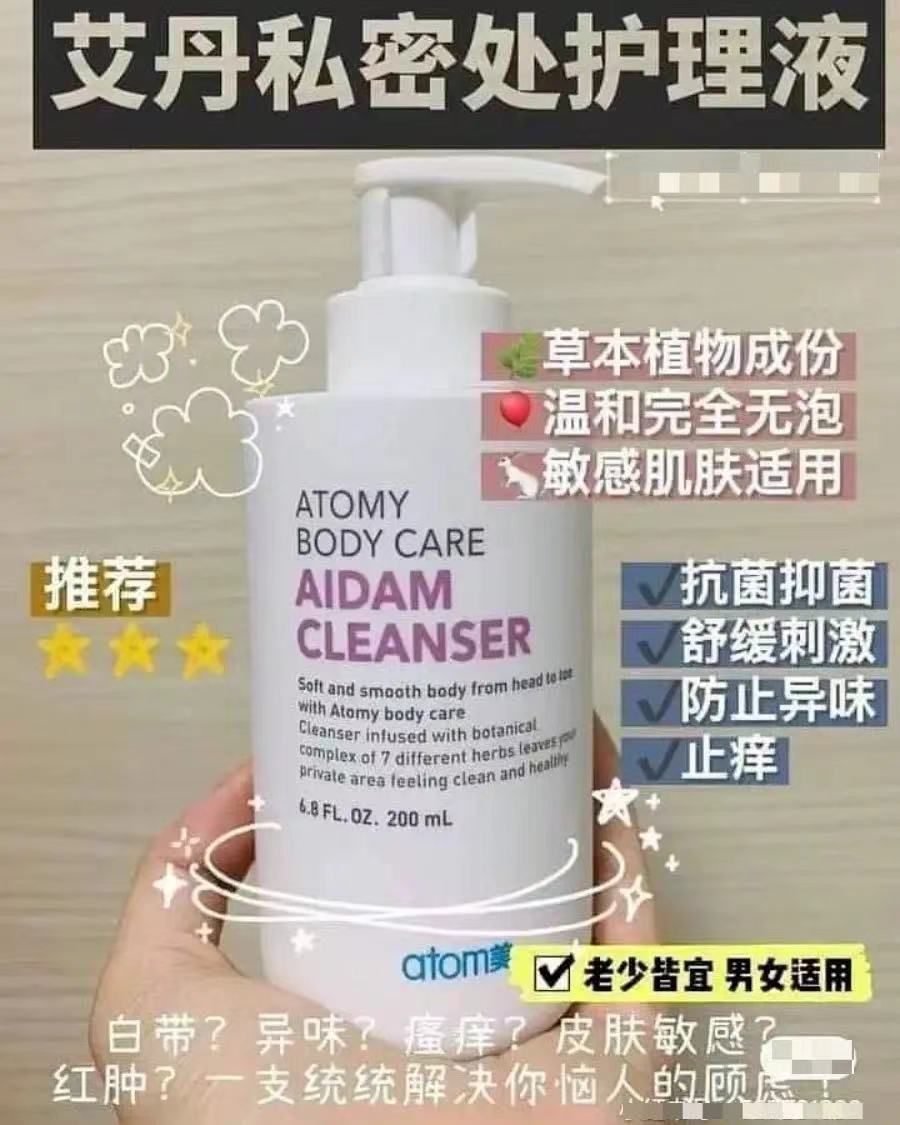 艾丹私密处护理液
草本植物成份
温和完全无泡
敏感肌肤适用
ATOMY
BODY CARE
AIDAM
CLEANSER
推荐
抗菌抑菌
舒缓刺激
防止异味
止痒
Soft and smooth body from head to toe
with Atomy body care
Cleanser infused with botanical
complex of 7 different herbs leaves your
private area feeling clean and healthy
6.8 FL.OZ. 200 mL
atom美
老少皆宜 男女适用
白带？异味？瘙痒？皮肤敏感？
红肿？一支统统解决你恼人的顾虑！